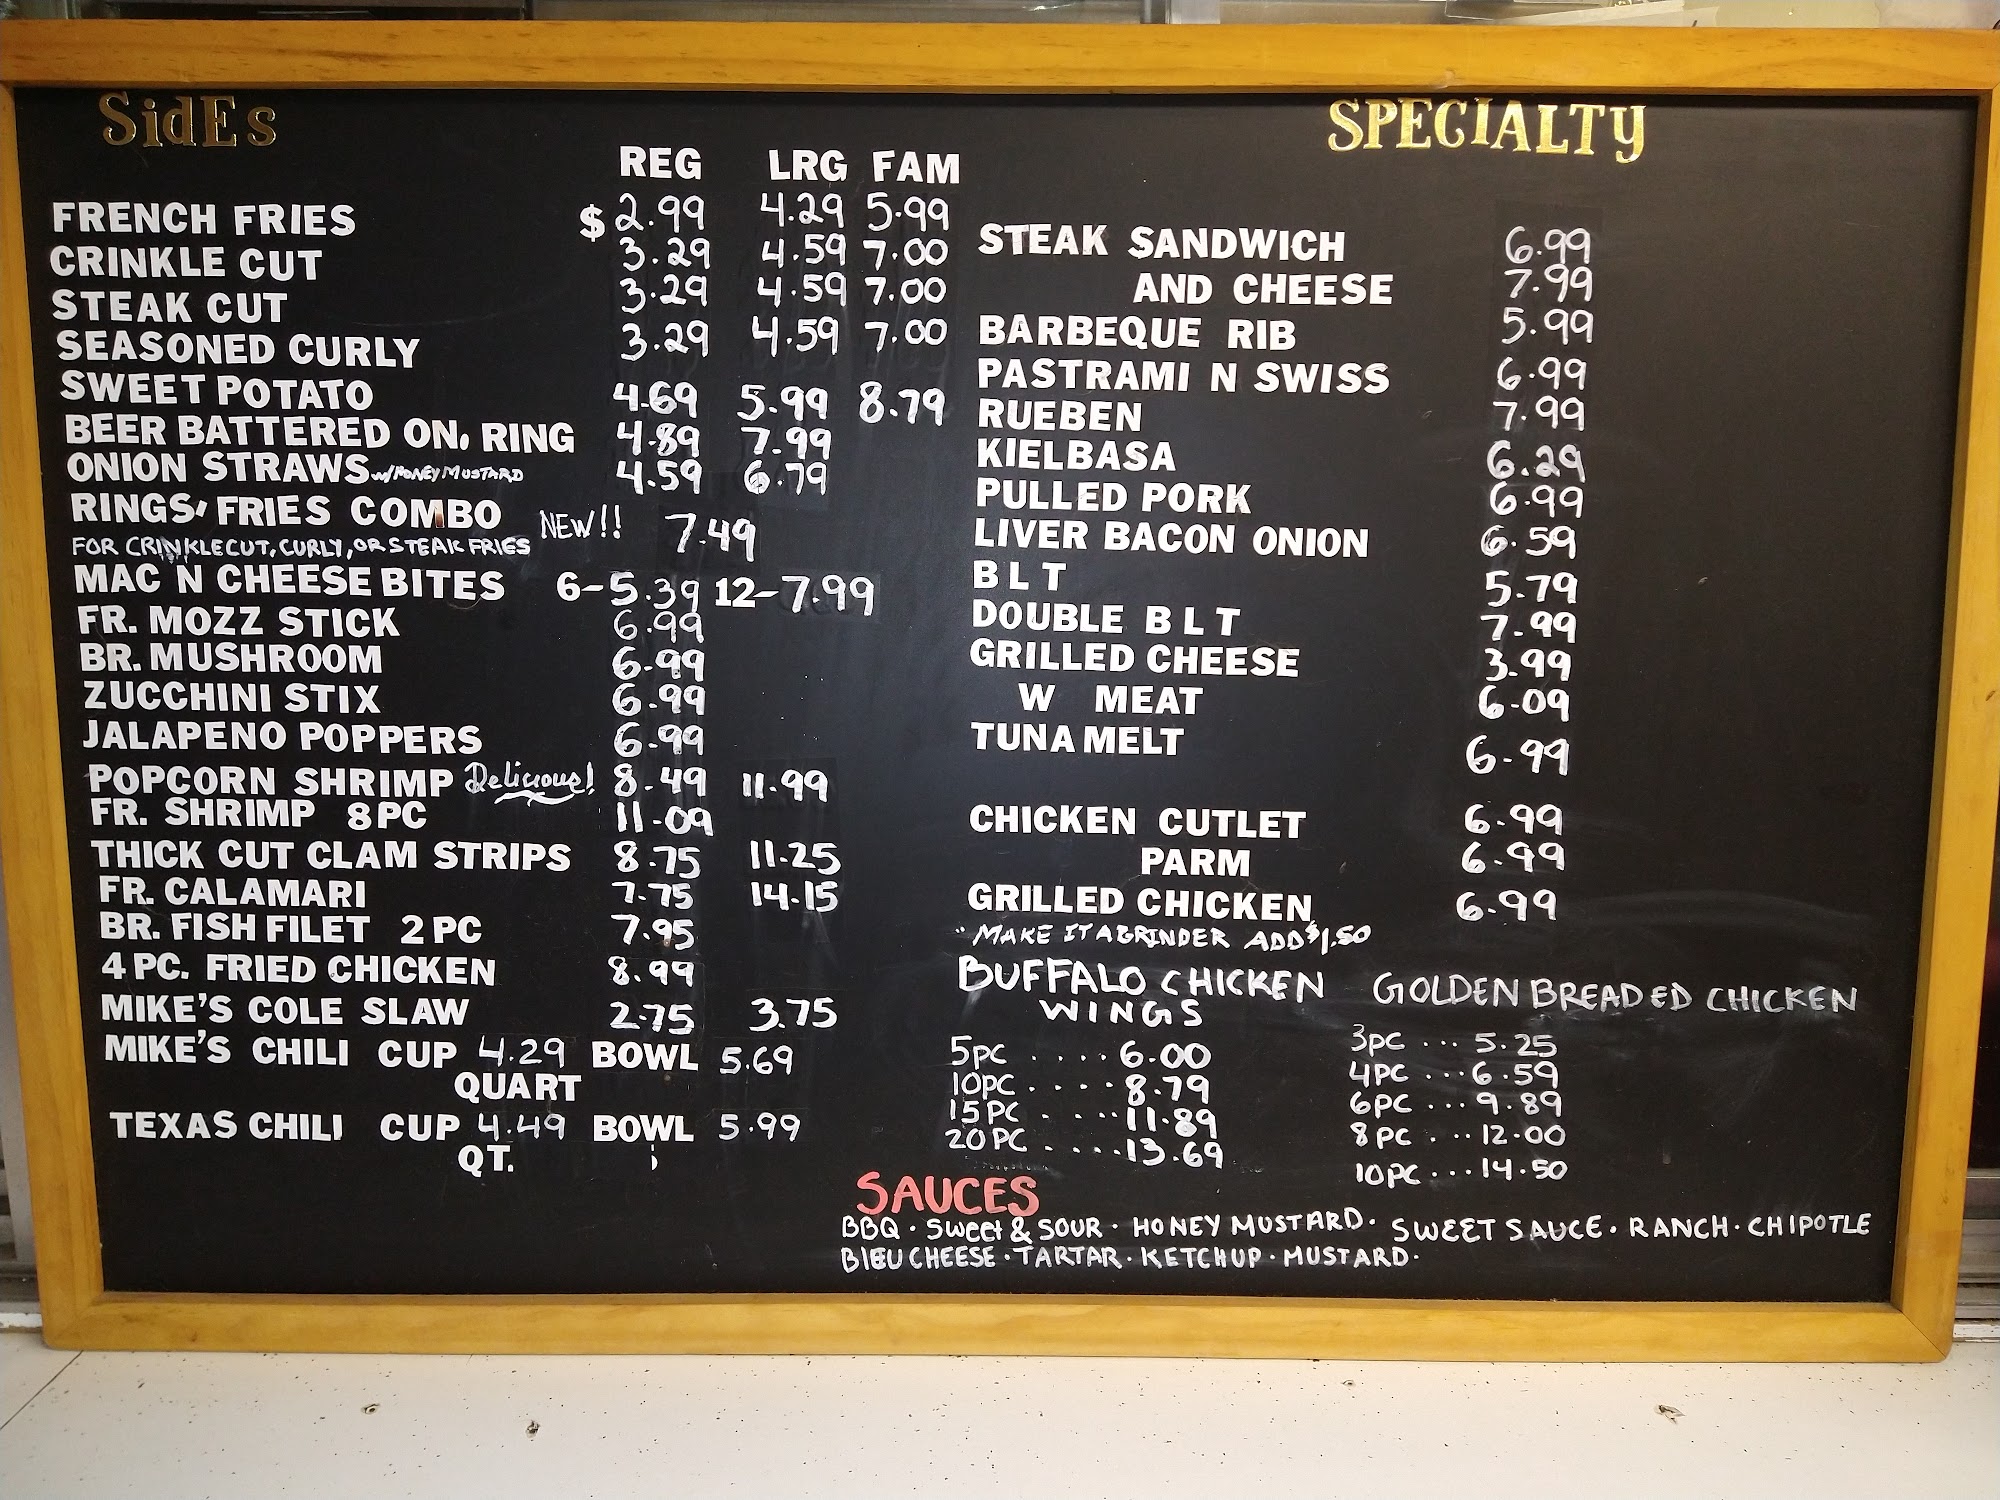 SidEs
REG LRG FAM
FRENCH FRIES $2.99 4.29 5.99
CRINKLE CUT 3.29 4.59 7.00
STEAK CUT 3.29 4.59 7.00
SEASONED CURLY 3.29 4.59 7.00
SWEET POTATO 4.69 5.99 8.79
BEER BATTERED ON. RING 4.89 7.99
ONION STRAWS w/HONEY MUSTARD 4.59 6.79
RINGS' FRIES COMBO NEW!! 7.49
FOR CRINKLE CUT, CURLY, OR STEAK FRIES
MAC N CHEESE BITES 6-5.39 12-7.99
FR. MOZZ STICK 6.99
BR. MUSHROOM 6.99
ZUCCHINI STIX 6.99
JALAPENO POPPERS 6.99
POPCORN SHRIMP Delicious! 8.49 11.99
FR. SHRIMP 8PC 11.09
THICK CUT CLAM STRIPS 8.75 11.25
FR. CALAMARI 7.75 14.15
BR. FISH FILET 2 PC 7.95
4 PC. FRIED CHICKEN 8.99
MIKE'S COLE SLAW 2.75 3.75
MIKE'S CHILI CUP 4.29 BOWL 5.69
QUART
TEXAS CHILI CUP 4.49 BOWL 5.99
QT.
SPECIALTY
STEAK SANDWICH 6.99
AND CHEESE 7.99
BARBEQUE RIB 5.99
PASTRAMI N SWISS 6.99
RUEBEN 7.99
KIELBASA 6.29
PULLED PORK 6.99
LIVER BACON ONION 6.59
B L T 5.79
DOUBLE B L T 7.99
GRILLED CHEESE 3.99
W MEAT 6.09
TUNA MELT 6.99
CHICKEN CUTLET 6.99
PARM 6.99
GRILLED CHICKEN 6.99
MAKE IT A GRINDER ADD $1.50
BUFFALO CHICKEN
WINGS
5pc .... 6.00
10pc .... 8.79
15 PC .... 11.89
20 PC .... 13.69
GOLDEN BREADED CHICKEN
3pc ... 5.25
4PC ... 6.59
6PC ... 9.89
8 PC ... 12.00
10PC ... 14.50
SAUCES
BBQ · Sweet & SOUR · HONEY MUSTARD · SWEET SAUCE · RANCH · CHIPOTLE
BLEU CHEESE · TARTAR · KETCHUP · MUSTARD ·